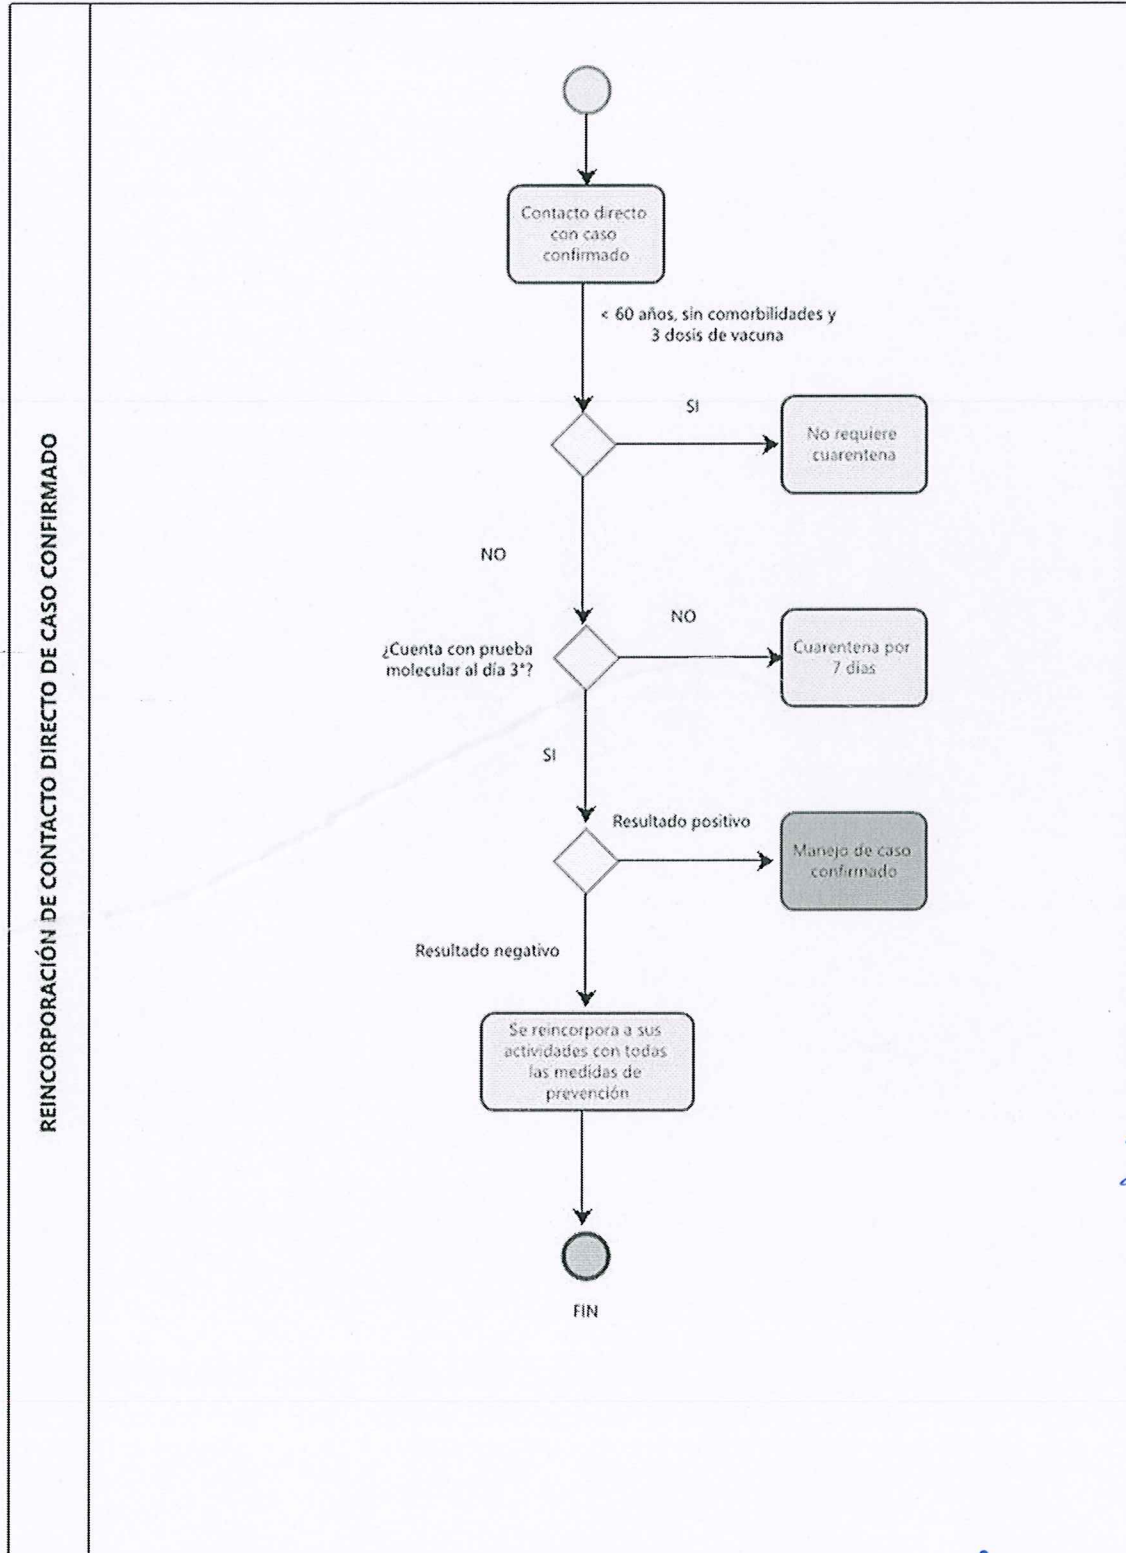 REINCORPORACIÓN DE CONTACTO DIRECTO DE CASO CONFIRMADO
Contacto directo
con caso
confirmado
< 60 años, sin comorbilidades y
3 dosis de vacuna
SI
No requiere
cuarentena
NO
¿Cuenta con prueba
molecular al día 3*?
NO
Cuarentena por
7 días
SI
Resultado positivo
Manejo de caso
confirmado
Resultado negativo
Se reincorpora a sus
actividades con todas
las medidas de
prevención
FIN